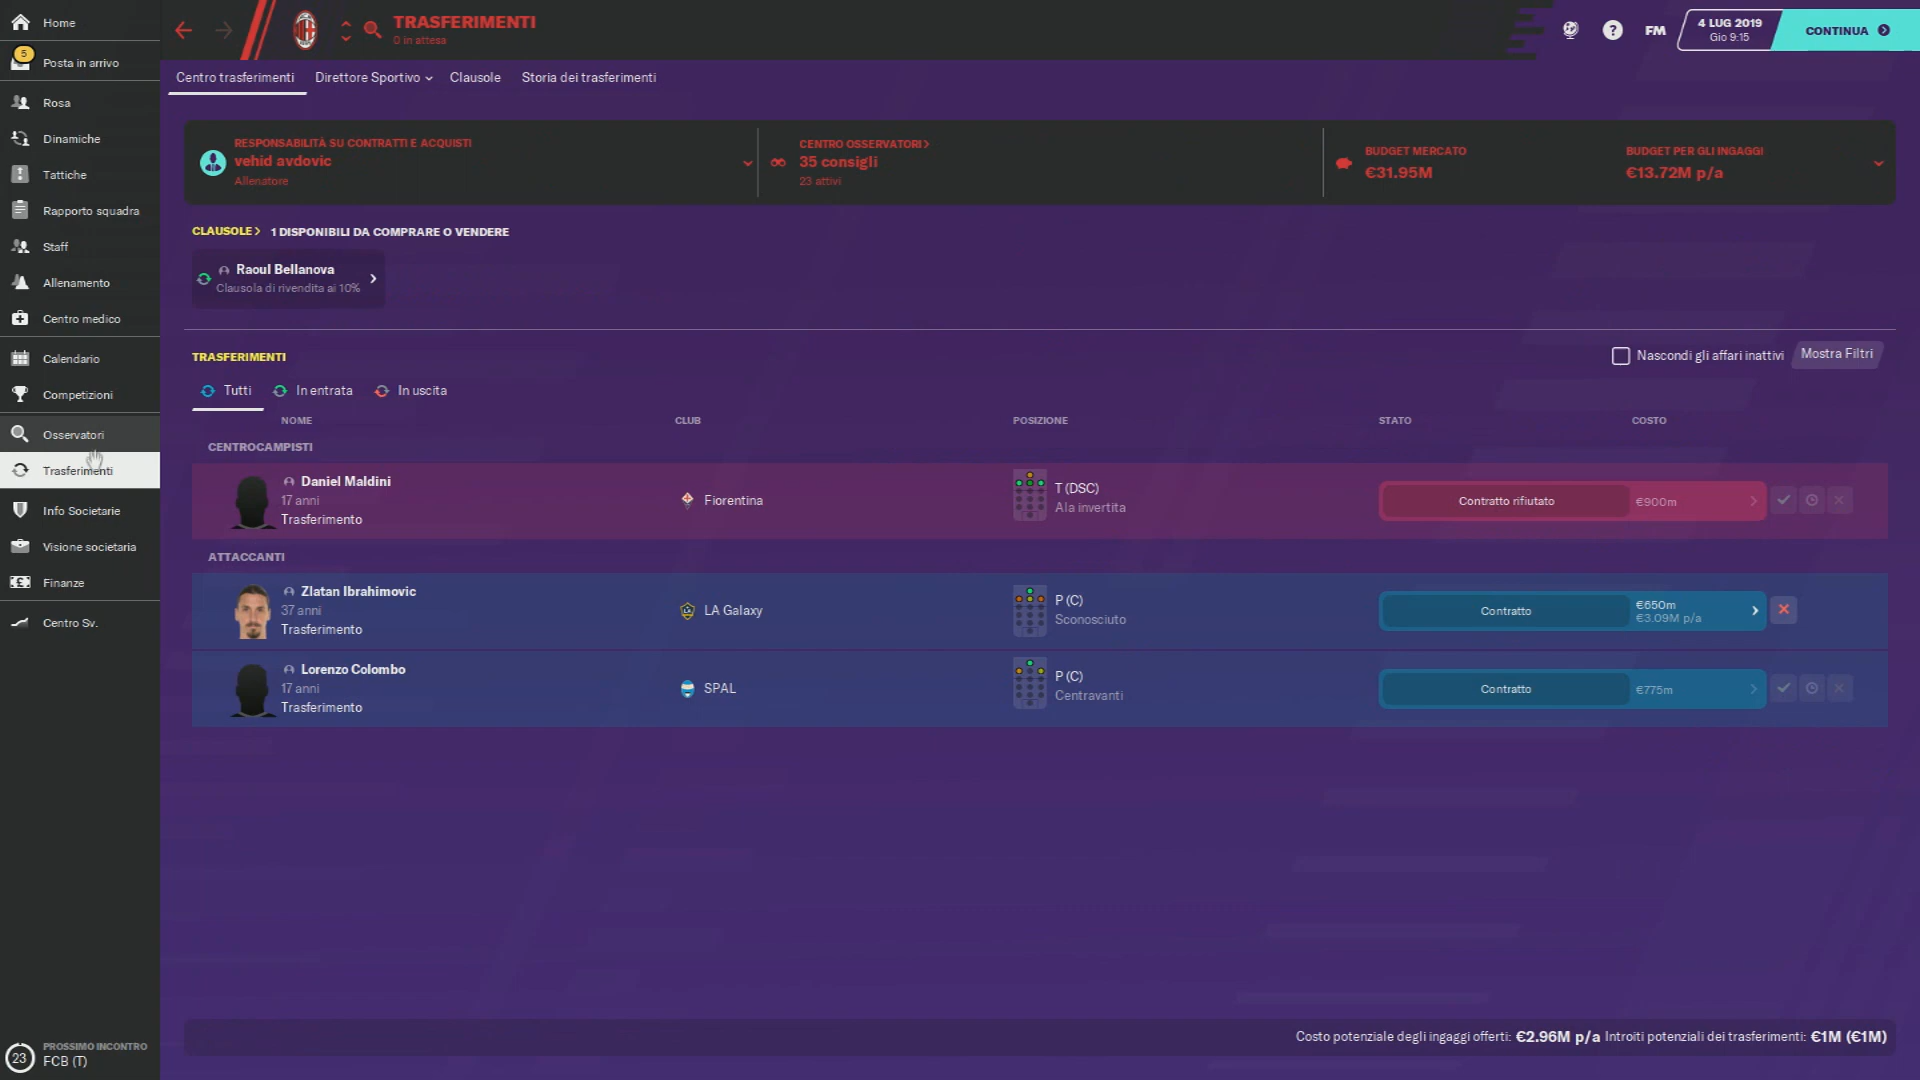 Home
5
Posta in arrivo
Rosa
Dinamiche
Tattiche
Rapporto squadra
Staff
Allenamento
Centro medico
Calendario
Competizioni
Osservatori
Trasferimenti
Info Societarie
Visione societaria
Finanze
Centro Sv.
23
PROSSIMO INCONTRO
FCB (T)
TRASFERIMENTI
0 in attesa
?
FM
4 LUG 2019
Gio 9:15
CONTINUA
Centro trasferimenti
Direttore Sportivo
Clausole
Storia dei trasferimenti
RESPONSABILITÀ SU CONTRATTI E ACQUISTI
vehid avdovic
Allenatore
CENTRO OSSERVATORI >
35 consigli
23 attivi
BUDGET MERCATO
€31.95M
BUDGET PER GLI INGAGGI
€13.72M p/a
CLAUSOLE > 1 DISPONIBILI DA COMPRARE O VENDERE
Raoul Bellanova
Clausola di rivendita al 10%
TRASFERIMENTI
Nascondi gli affari inattivi
Mostra Filtri
Tutti
In entrata
In uscita
NOME CLUB POSIZIONE STATO COSTO
CENTROCAMPISTI
Daniel Maldini
17 anni
Trasferimento
Fiorentina
T (DSC)
Ala invertita
Contratto rifiutato
€900m
ATTACCANTI
Zlatan Ibrahimovic
37 anni
Trasferimento
LA Galaxy
P (C)
Sconosciuto
Contratto
€650m
€3.09M p/a
Lorenzo Colombo
17 anni
Trasferimento
SPAL
P (C)
Centravanti
Contratto
€775m
Costo potenziale degli ingaggi offerti: €2.96M p/a Introiti potenziali dei trasferimenti: €1M (€1M)